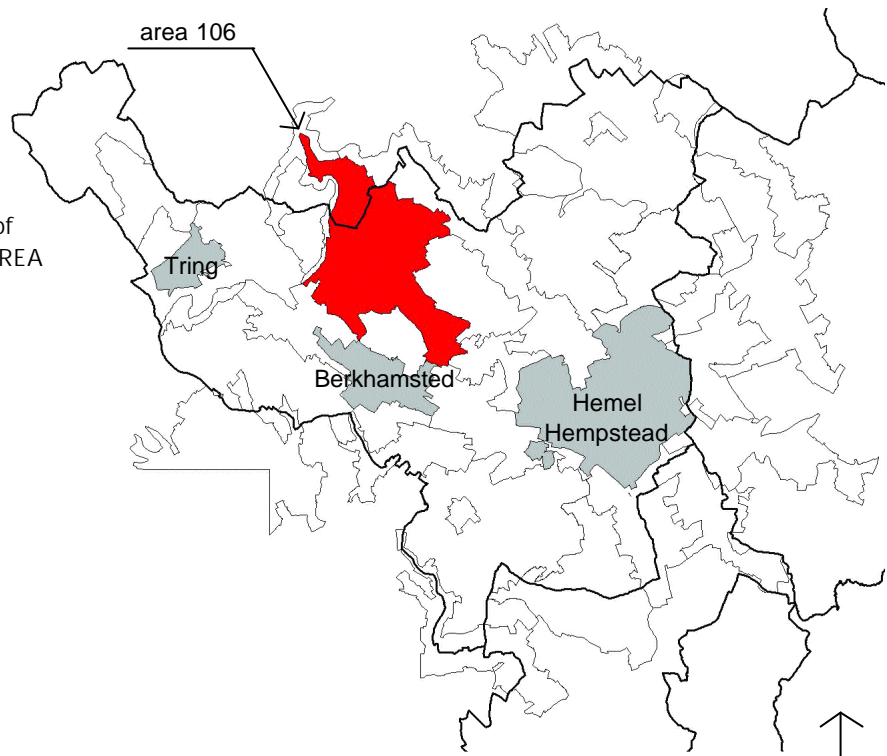 area 106
of
REA
Tring
Berkhamsted
Hemel
Hempstead